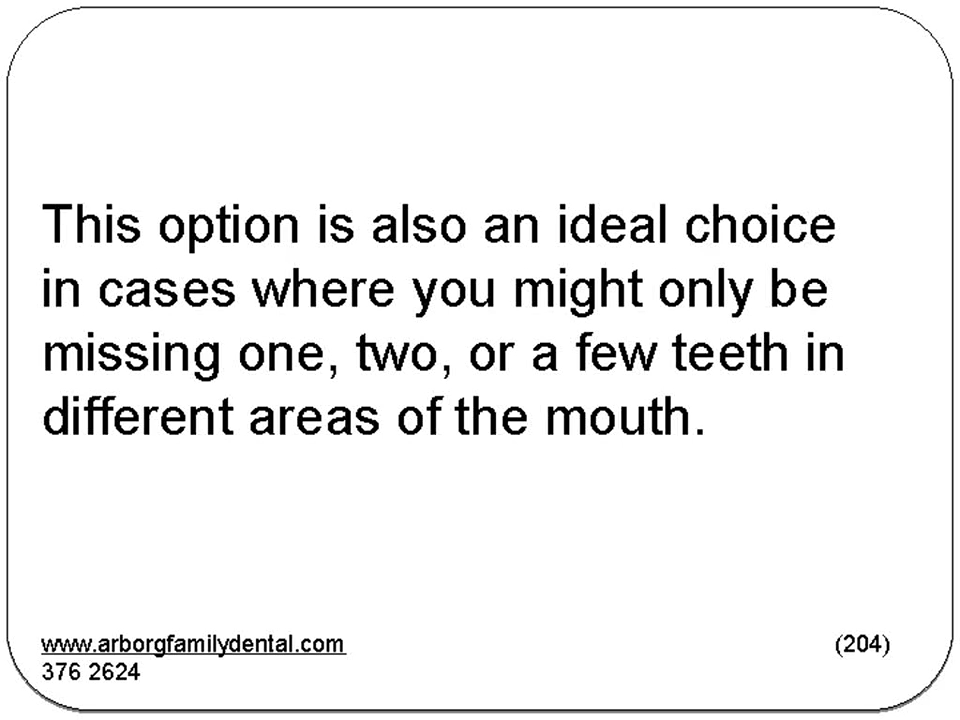 This option is also an ideal choice
in cases where you might only be
missing one, two, or a few teeth in
different areas of the mouth.
www.arborgfamilydental.com (204)
376 2624